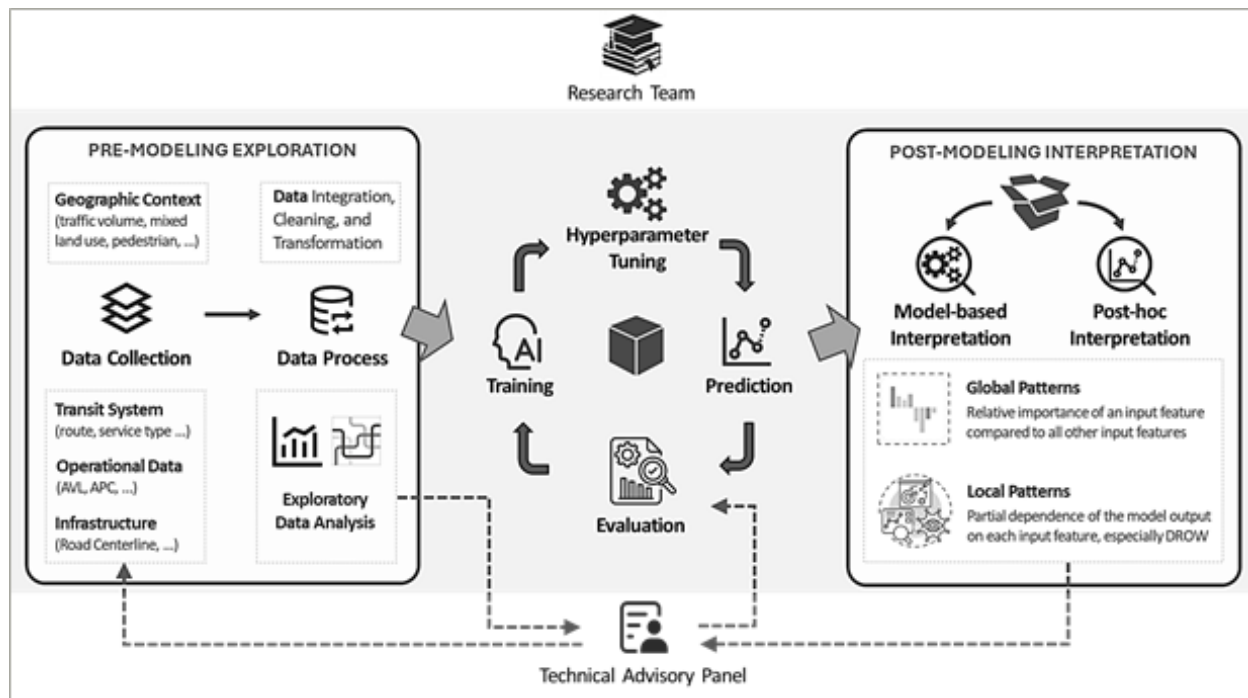 Research Team
PRE-MODELING EXPLORATION
Geographic Context
(traffic volume, mixed
land use, pedestrian, ...)
Data Integration,
Cleaning, and
Transformation
Data Collection
Data Process
Transit System
(route, service type ...)
Operational Data
(AVL, APC, ...)
Infrastructure
(Road Centerline, ...)
Exploratory
Data Analysis
Hyperparameter
Tuning
AI
Training
Prediction
Evaluation
POST-MODELING INTERPRETATION
Model-based
Interpretation
Post-hoc
Interpretation
Global Patterns
Relative importance of an input feature
compared to all other input features
Local Patterns
Partial dependence of the model output
on each input feature, especially DROW
Technical Advisory Panel